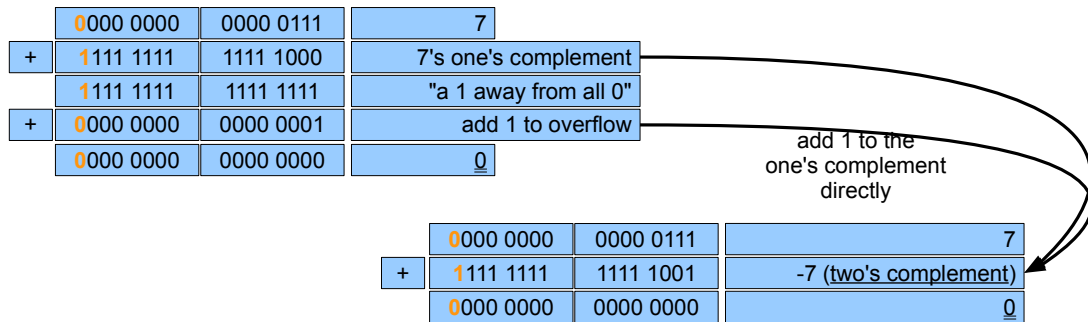 0000 0000 0000 0111 7
+ 1111 1111 1111 1000 7's one's complement
1111 1111 1111 1111 "a 1 away from all 0"
+ 0000 0000 0000 0001 add 1 to overflow
0000 0000 0000 0000 0
add 1 to the
one's complement
directly
0000 0000 0000 0111 7
+ 1111 1111 1111 1001 -7 (two's complement)
0000 0000 0000 0000 0